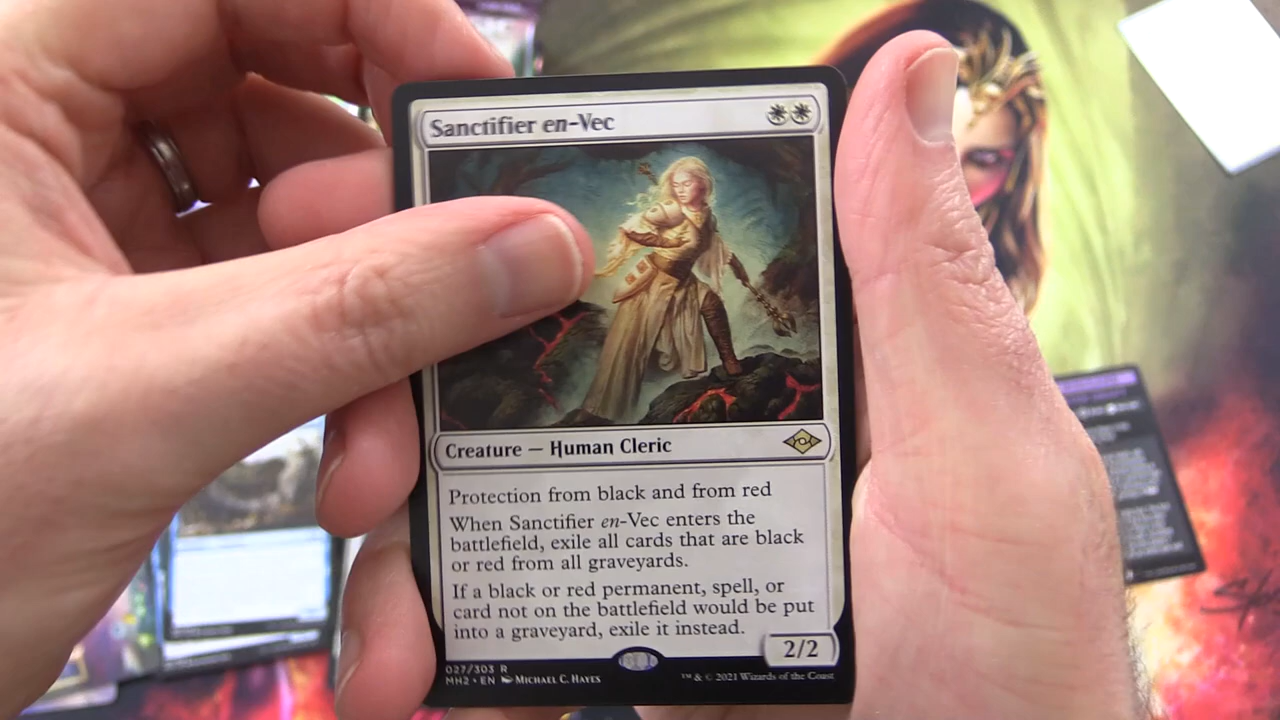 Sanctifier en-Vec
Creature — Human Cleric
Protection from black and from red
When Sanctifier en-Vec enters the
battlefield, exile all cards that are black
or red from all graveyards.
If a black or red permanent, spell, or
card not on the battlefield would be put
into a graveyard, exile it instead.
2/2
027/303 R
MH2 • EN Michael C. Hayes
™ & © 2021 Wizards of the Coast